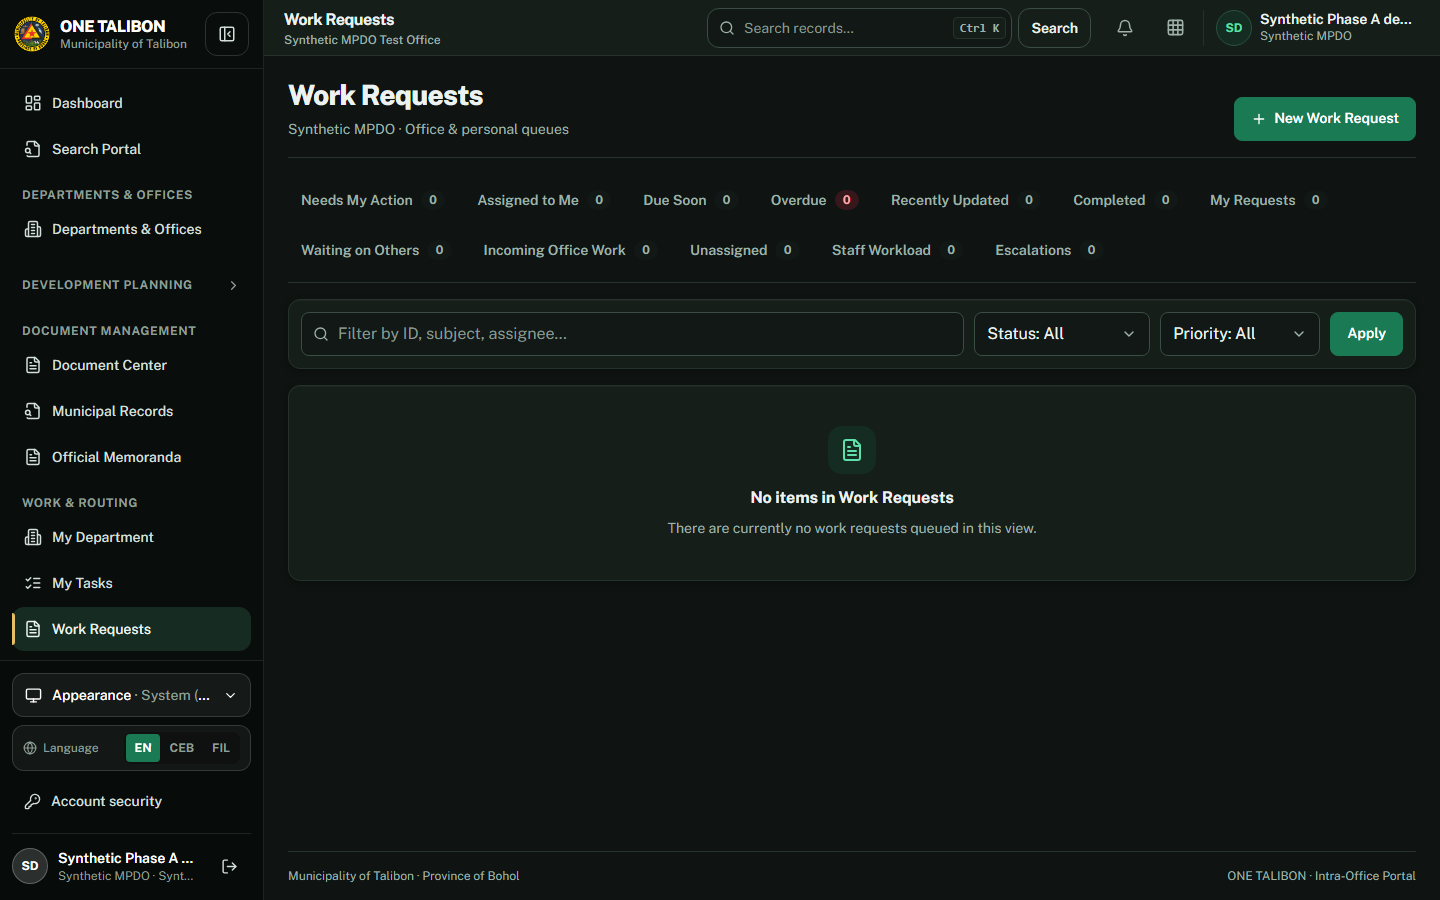 ONE TALIBON
Municipality of Talibon
Dashboard
Search Portal
DEPARTMENTS & OFFICES
Departments & Offices
DEVELOPMENT PLANNING
DOCUMENT MANAGEMENT
Document Center
Municipal Records
Official Memoranda
WORK & ROUTING
My Department
My Tasks
Work Requests
Appearance · System (...
Language EN CEB FIL
Account security
SD
Synthetic Phase A ...
Synthetic MPDO · Synt...
Work Requests
Synthetic MPDO Test Office
Search records... Ctrl K
Search
SD
Synthetic Phase A de...
Synthetic MPDO
Work Requests
Synthetic MPDO · Office & personal queues
+ New Work Request
Needs My Action 0 Assigned to Me 0 Due Soon 0 Overdue 0 Recently Updated 0 Completed 0 My Requests 0
Waiting on Others 0 Incoming Office Work 0 Unassigned 0 Staff Workload 0 Escalations 0
Filter by ID, subject, assignee... Status: All Priority: All Apply
No items in Work Requests
There are currently no work requests queued in this view.
Municipality of Talibon · Province of Bohol
ONE TALIBON · Intra-Office Portal